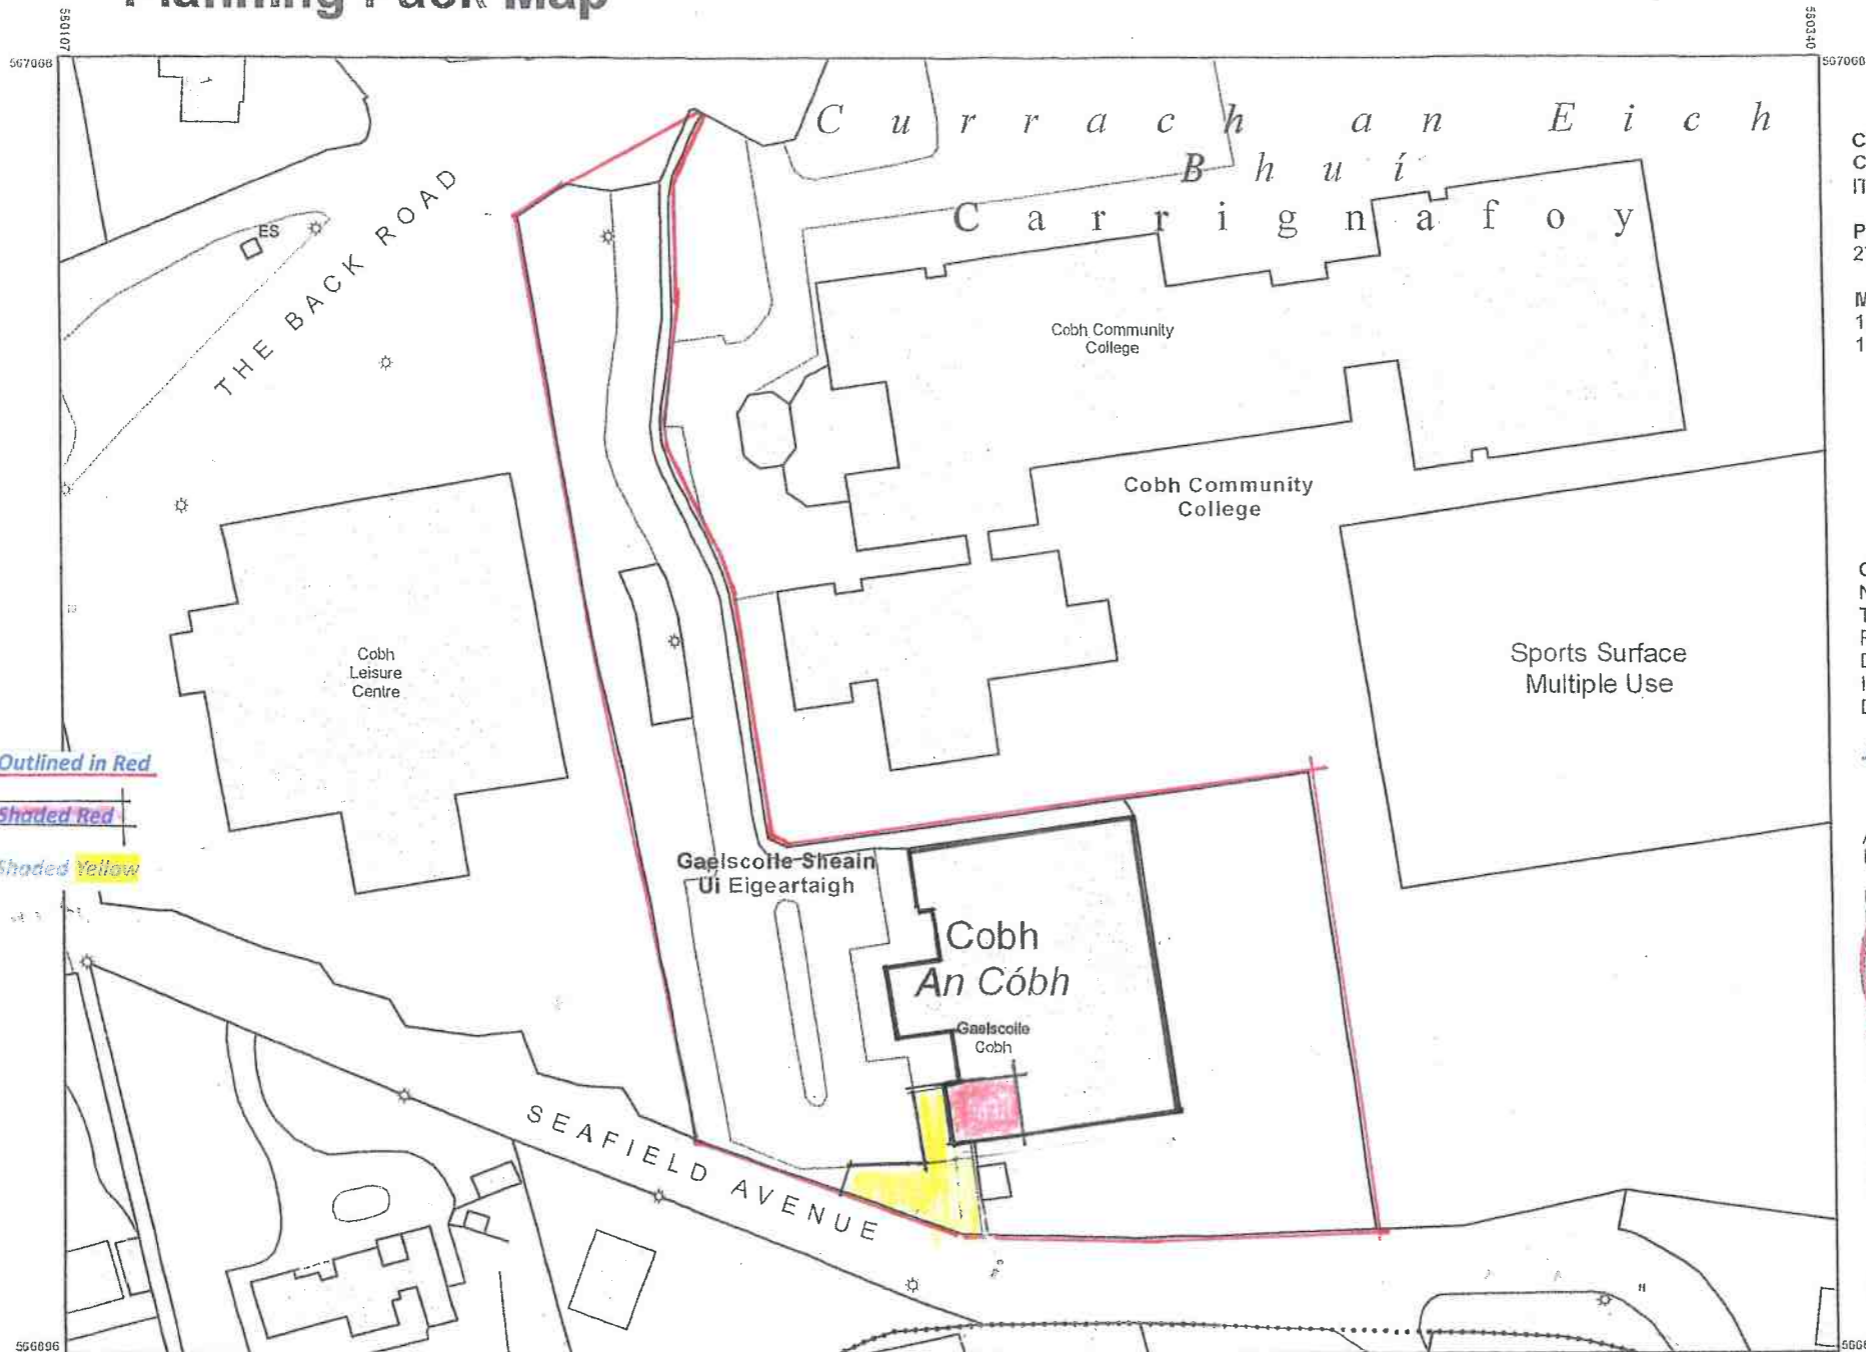 Planning Pack Map
550107
550340
567068
567068
Currach an Eich
Bhuí
Carrignafoy
ES
THE BACK ROAD
Cobh Community
College
Cobh Community
College
Sports Surface
Multiple Use
Cobh
Leisure
Centre
Outlined in Red
Shaded Red
Shaded Yellow
Gaelscoile Sheain
Ui Eigeartaigh
Cobh
An Cóbh
Gaelscoile
Cobh
SEAFIELD AVENUE
566896